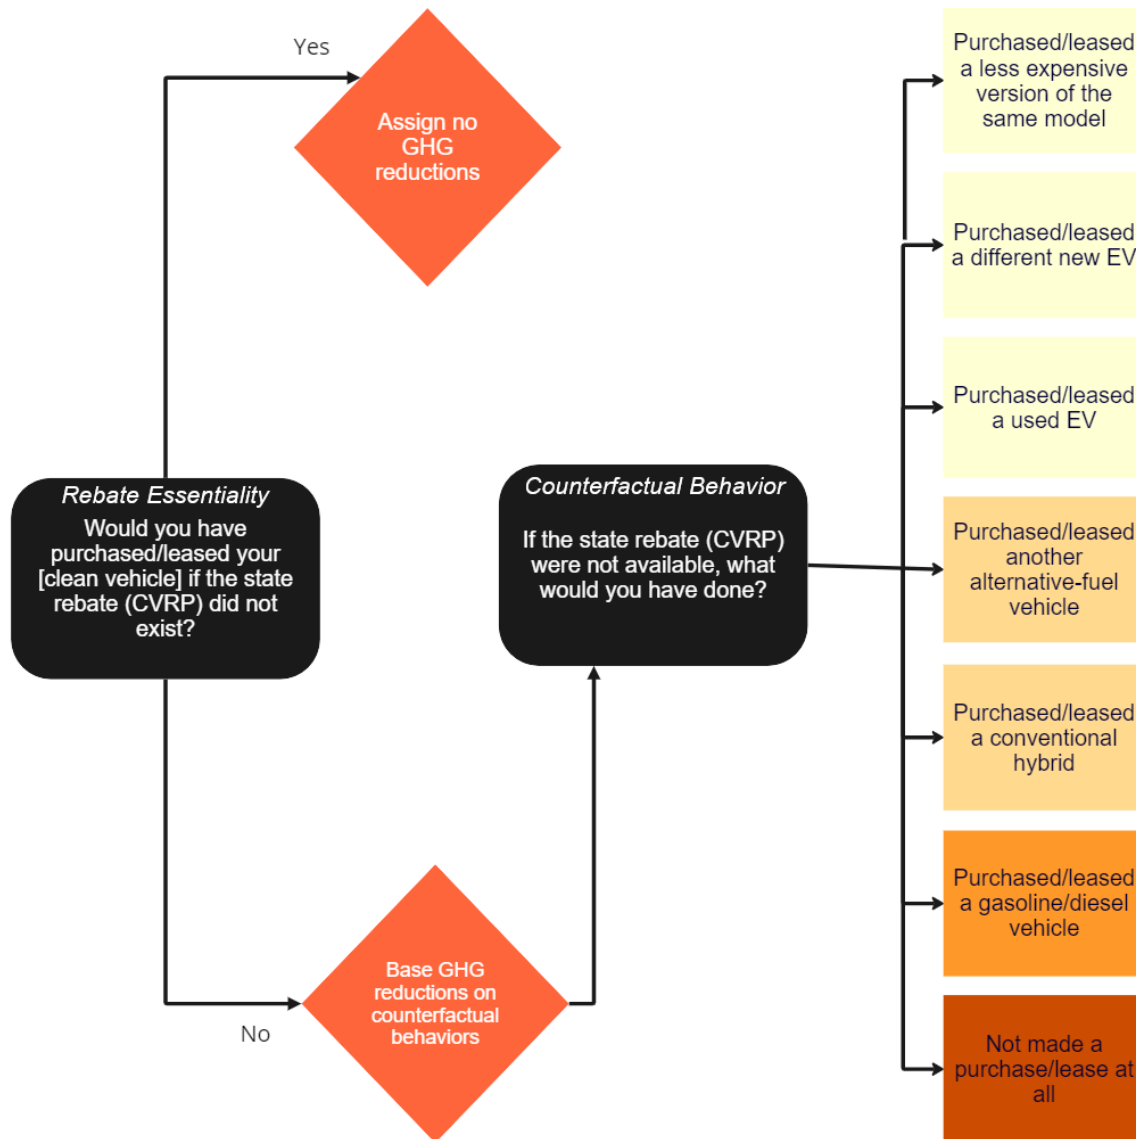 Yes
Assign no
GHG
reductions
Rebate Essentiality
Would you have
purchased/leased your
[clean vehicle] if the state
rebate (CVRP) did not
exist?
No
Base GHG
reductions on
counterfactual
behaviors
Counterfactual Behavior
If the state rebate (CVRP)
were not available, what
would you have done?
Purchased/leased
a less expensive
version of the
same model
Purchased/leased
a different new EV
Purchased/leased
a used EV
Purchased/leased
another
alternative-fuel
vehicle
Purchased/leased
a conventional
hybrid
Purchased/leased
a gasoline/diesel
vehicle
Not made a
purchase/lease at
all